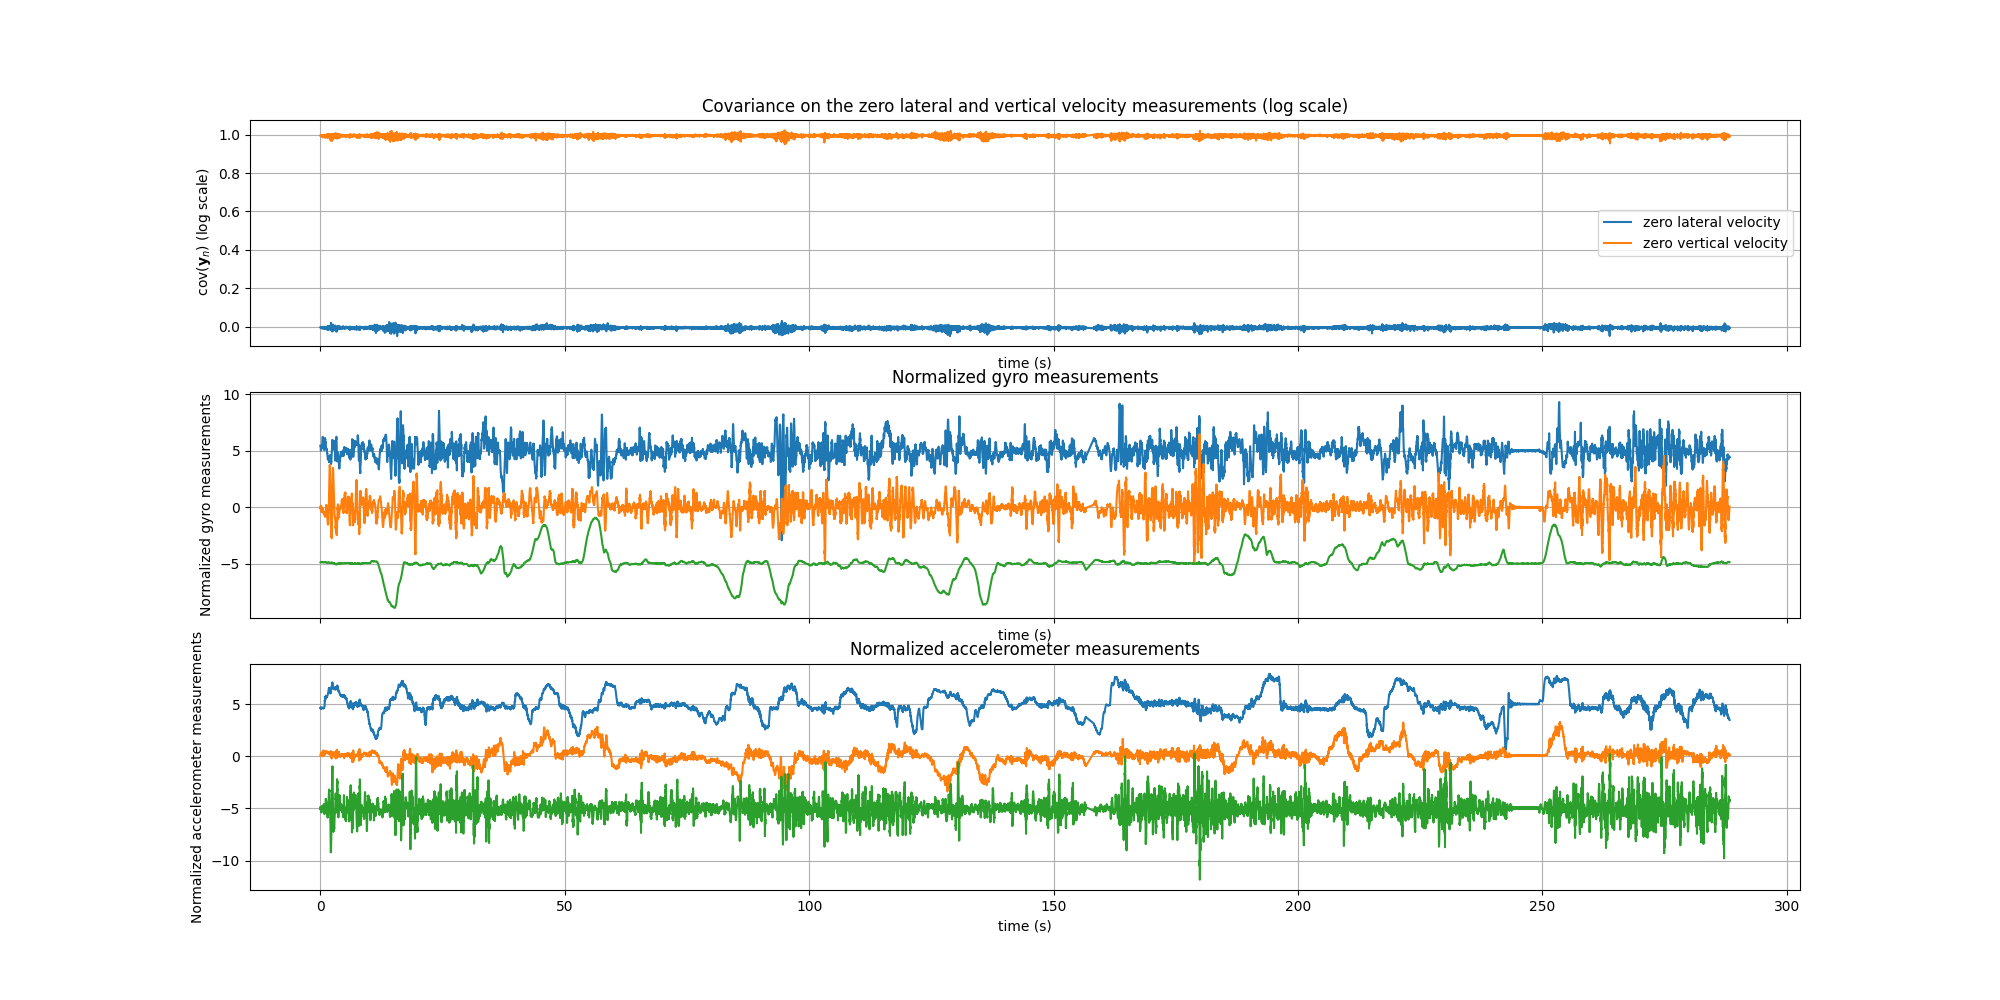 Covariance on the zero lateral and vertical velocity measurements (log scale)
cov(yₙ) (log scale)
1.0
0.8
0.6
0.4
0.2
0.0
zero lateral velocity
zero vertical velocity
time (s)
Normalized gyro measurements
Normalized gyro measurements
10
5
0
−5
time (s)
Normalized accelerometer measurements
Normalized accelerometer measurements
5
0
−5
−10
0 50 100 150 200 250 300
time (s)